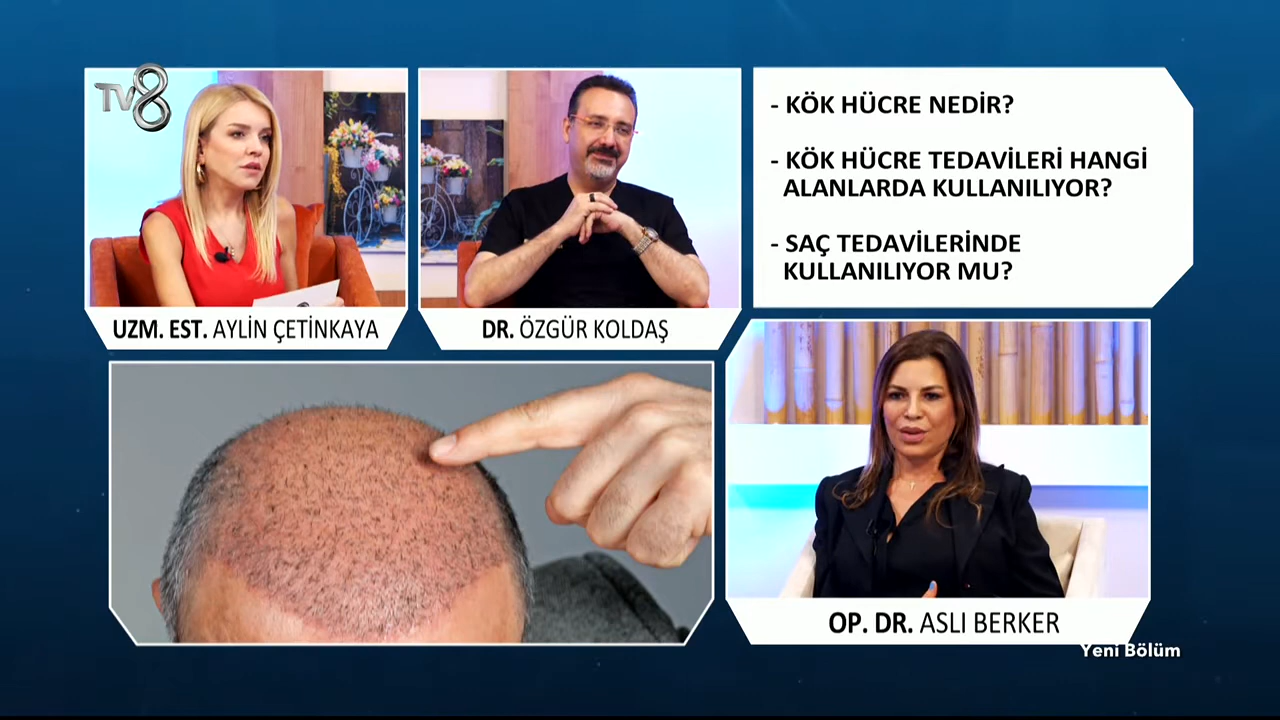 TV8
- KÖK HÜCRE NEDİR?
- KÖK HÜCRE TEDAVİLERİ HANGİ
ALANLARDA KULLANILIYOR?
- SAÇ TEDAVİLERİNDE
KULLANILIYOR MU?
UZM. EST. AYLİN ÇETİNKAYA
DR. ÖZGÜR KOLDAŞ
OP. DR. ASLI BERKER
Yeni Bölüm